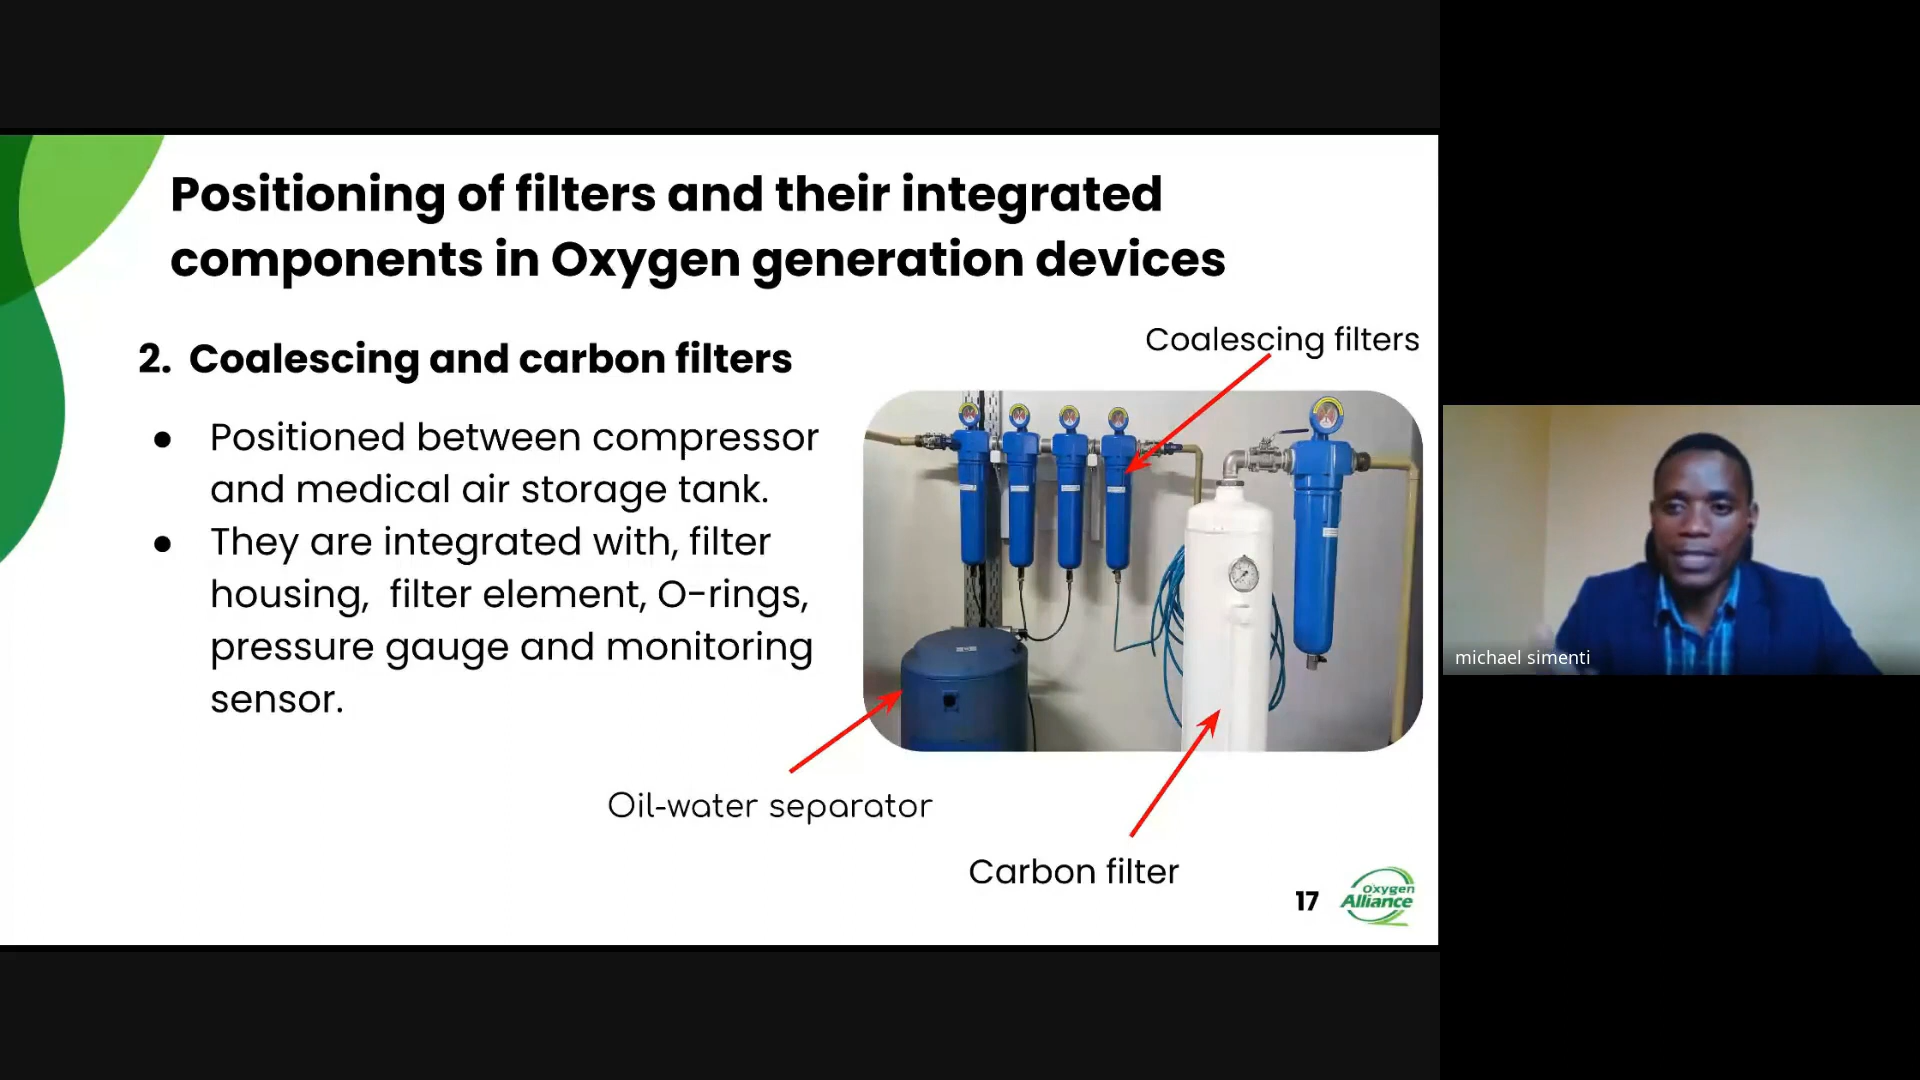 Positioning of filters and their integrated
components in Oxygen generation devices
2. Coalescing and carbon filters
● Positioned between compressor
and medical air storage tank.
● They are integrated with, filter
housing, filter element, O-rings,
pressure gauge and monitoring
sensor.
Coalescing filters
Oil-water separator
Carbon filter
17
Oxygen
Alliance
michael simenti